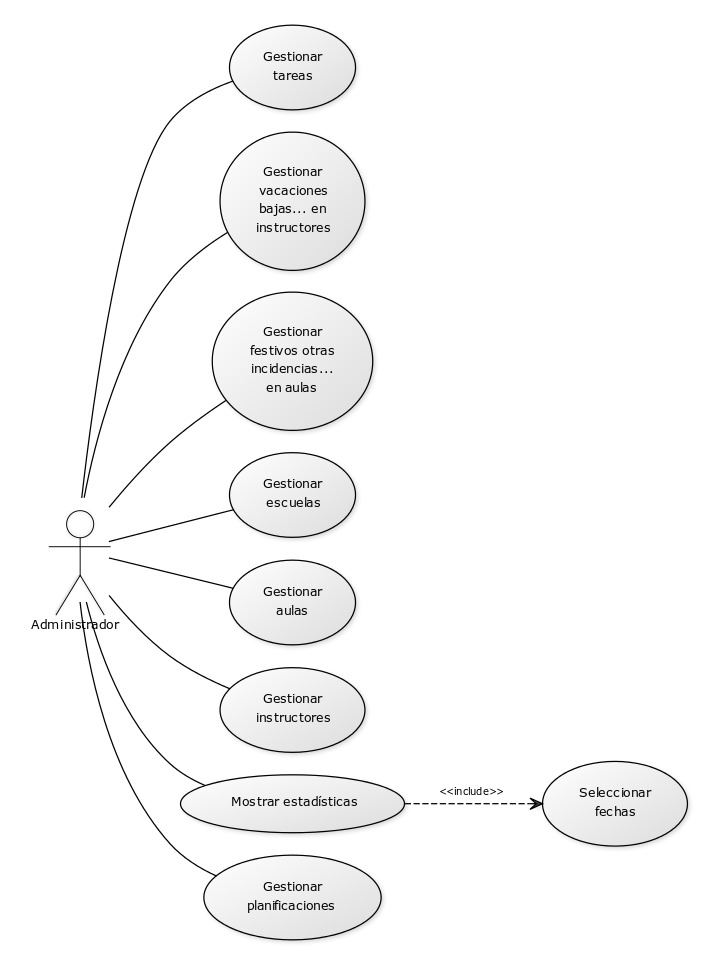 Gestionar
tareas
Gestionar
vacaciones
bajas... en
instructores
Gestionar
festivos otras
incidencias...
en aulas
Gestionar
escuelas
Gestionar
aulas
Administrador
Gestionar
instructores
Mostrar estadísticas
<<include>>
Seleccionar
fechas
Gestionar
planificaciones